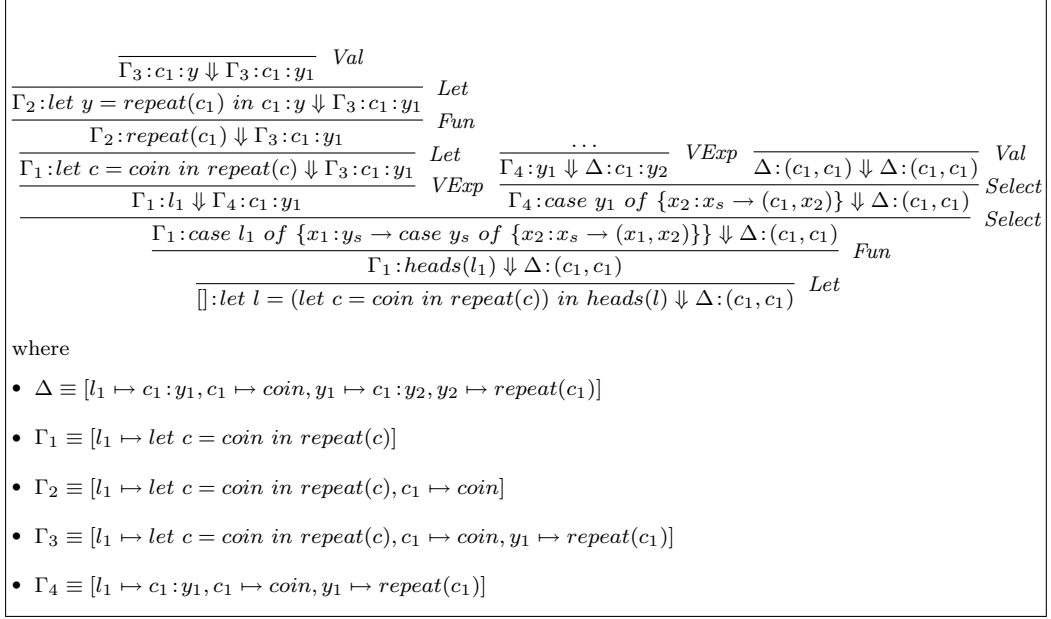 Γ₃:c₁:y ⇓ Γ₃:c₁:y₁ Val
Γ₂:let y = repeat(c₁) in c₁:y ⇓ Γ₃:c₁:y₁ Let
Γ₂:repeat(c₁) ⇓ Γ₃:c₁:y₁ Fun
Γ₁:let c = coin in repeat(c) ⇓ Γ₃:c₁:y₁ Let
Γ₁:l₁ ⇓ Γ₄:c₁:y₁ VExp
...
Γ₄:y₁ ⇓ Δ:c₁:y₂ VExp
Δ:(c₁, c₁) ⇓ Δ:(c₁, c₁) Val
Γ₄:case y₁ of {x₂:xₛ → (c₁, x₂)} ⇓ Δ:(c₁, c₁) Select
Γ₁:case l₁ of {x₁:yₛ → case yₛ of {x₂:xₛ → (x₁, x₂)}} ⇓ Δ:(c₁, c₁) Select
Γ₁:heads(l₁) ⇓ Δ:(c₁, c₁) Fun
[]:let l = (let c = coin in repeat(c)) in heads(l) ⇓ Δ:(c₁, c₁) Let
where
• Δ ≡ [l₁ ↦ c₁:y₁, c₁ ↦ coin, y₁ ↦ c₁:y₂, y₂ ↦ repeat(c₁)]
• Γ₁ ≡ [l₁ ↦ let c = coin in repeat(c)]
• Γ₂ ≡ [l₁ ↦ let c = coin in repeat(c), c₁ ↦ coin]
• Γ₃ ≡ [l₁ ↦ let c = coin in repeat(c), c₁ ↦ coin, y₁ ↦ repeat(c₁)]
• Γ₄ ≡ [l₁ ↦ c₁:y₁, c₁ ↦ coin, y₁ ↦ repeat(c₁)]